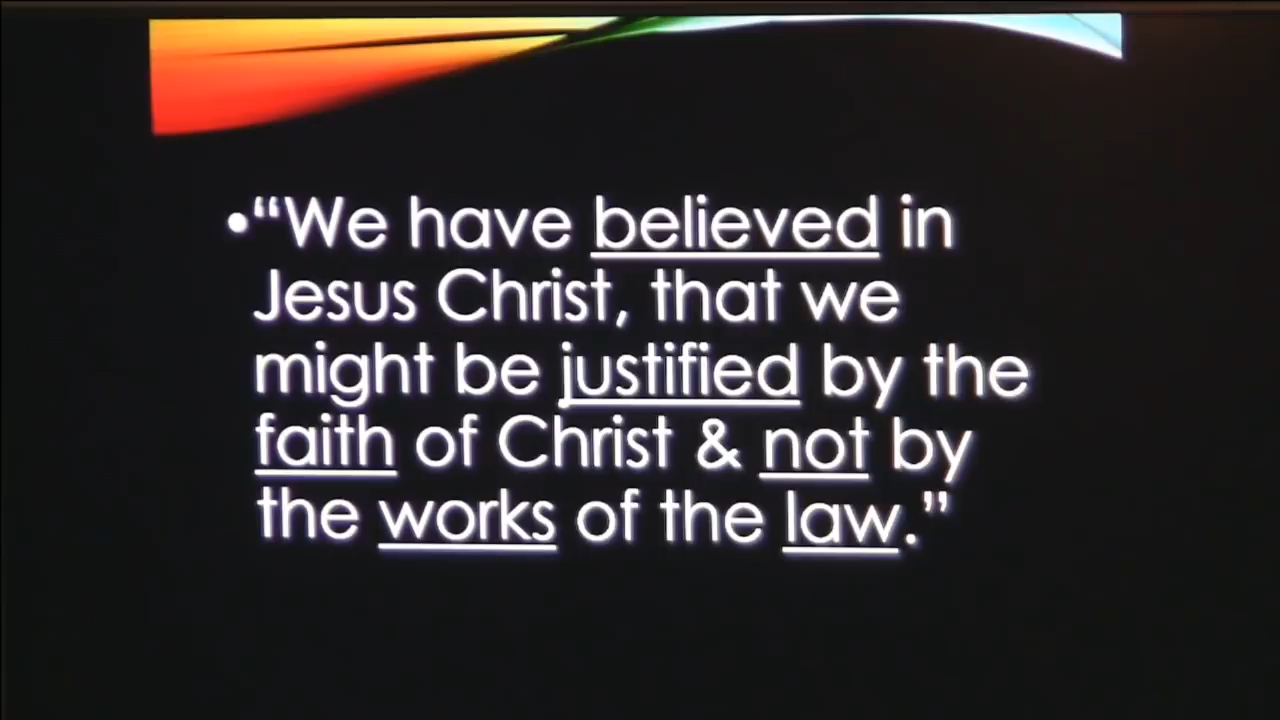 •“We have believed in
Jesus Christ, that we
might be justified by the
faith of Christ & not by
the works of the law.”